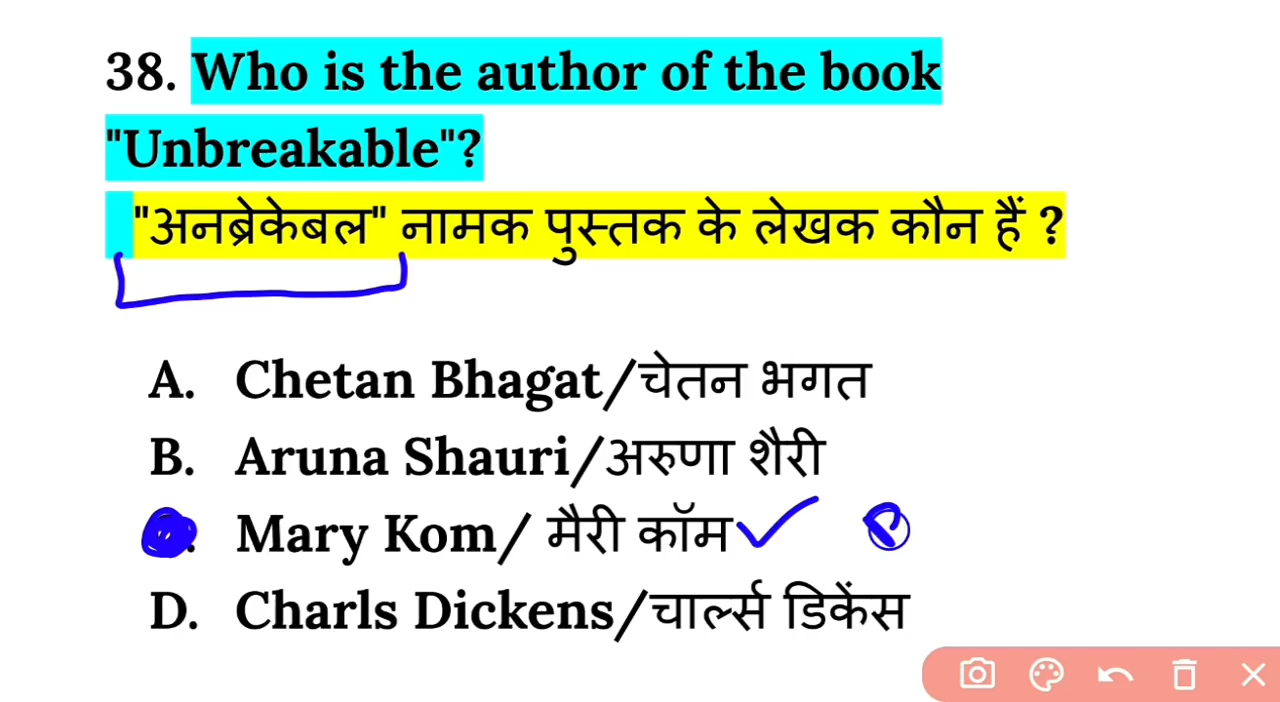 38. Who is the author of the book
"Unbreakable"?
"अनब्रेकेबल" नामक पुस्तक के लेखक कौन हैं ?
A. Chetan Bhagat/चेतन भगत
B. Aruna Shauri/अरुणा शैरी
Mary Kom/ मैरी कॉम
D. Charls Dickens/चार्ल्स डिकेंस